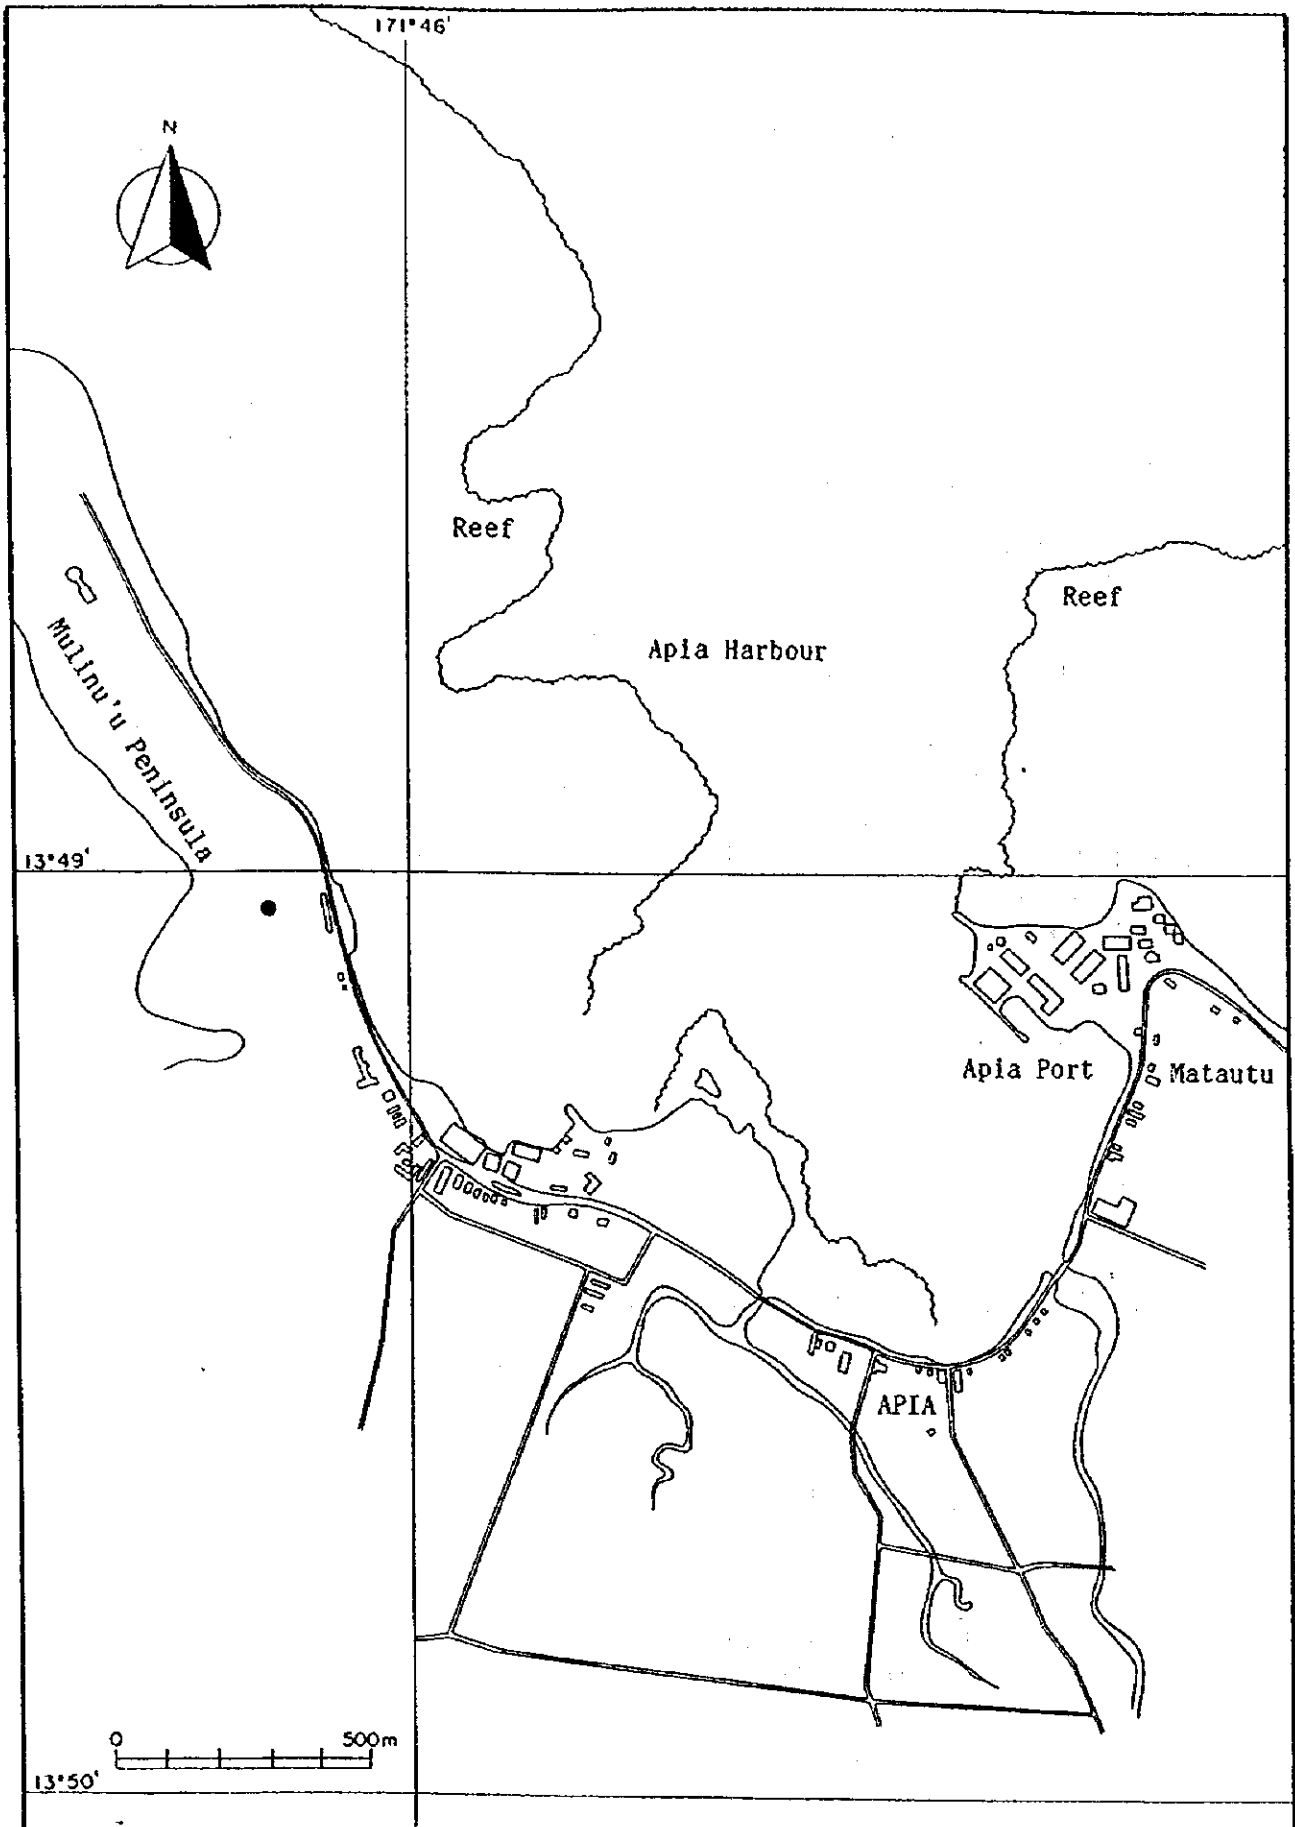 171°46'
N
Reef
Reef
Apia Harbour
Mulinu'u Peninsula
13°49'
Apia Port
Matautu
APIA
0 500m
13°50'